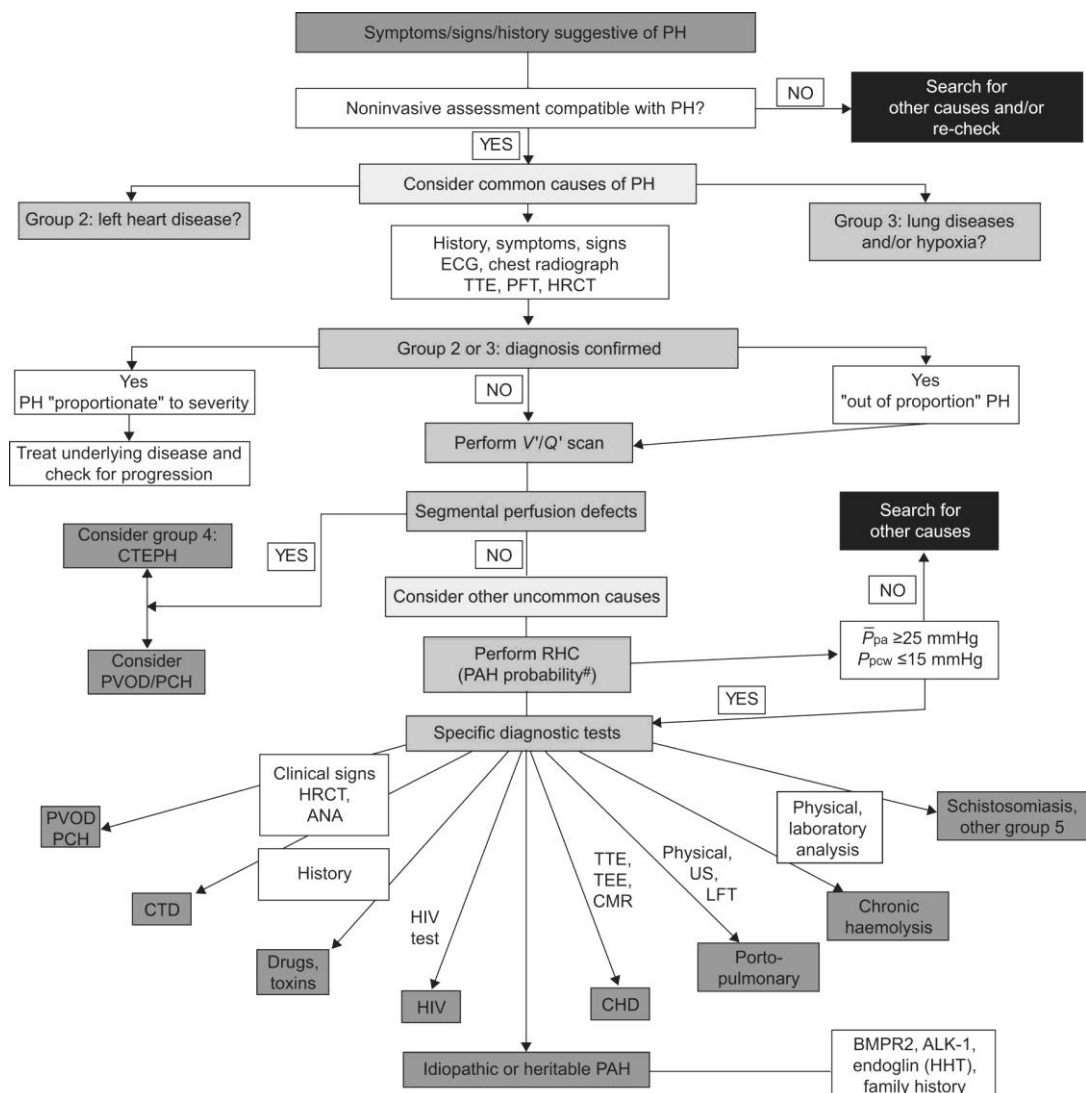 Symptoms/signs/history suggestive of PH
Noninvasive assessment compatible with PH?
NO
Search for
other causes and/or
re-check
YES
Consider common causes of PH
Group 2: left heart disease?
Group 3: lung diseases
and/or hypoxia?
History, symptoms, signs
ECG, chest radiograph
TTE, PFT, HRCT
Group 2 or 3: diagnosis confirmed
Yes
PH "proportionate" to severity
NO
Yes
"out of proportion" PH
Treat underlying disease and
check for progression
Perform V'/Q' scan
Segmental perfusion defects
Search for
other causes
Consider group 4:
CTEPH
YES
NO
NO
Consider other uncommon causes
Consider
PVOD/PCH
Perform RHC
(PAH probability#)
P̅pa ≥25 mmHg
Ppcw ≤15 mmHg
YES
Specific diagnostic tests
Clinical signs
HRCT,
ANA
PVOD
PCH
History
CTD
Drugs,
toxins
HIV
test
HIV
TTE,
TEE,
CMR
CHD
Physical,
US,
LFT
Porto-
pulmonary
Physical,
laboratory
analysis
Chronic
haemolysis
Schistosomiasis,
other group 5
Idiopathic or heritable PAH
BMPR2, ALK-1,
endoglin (HHT),
family history